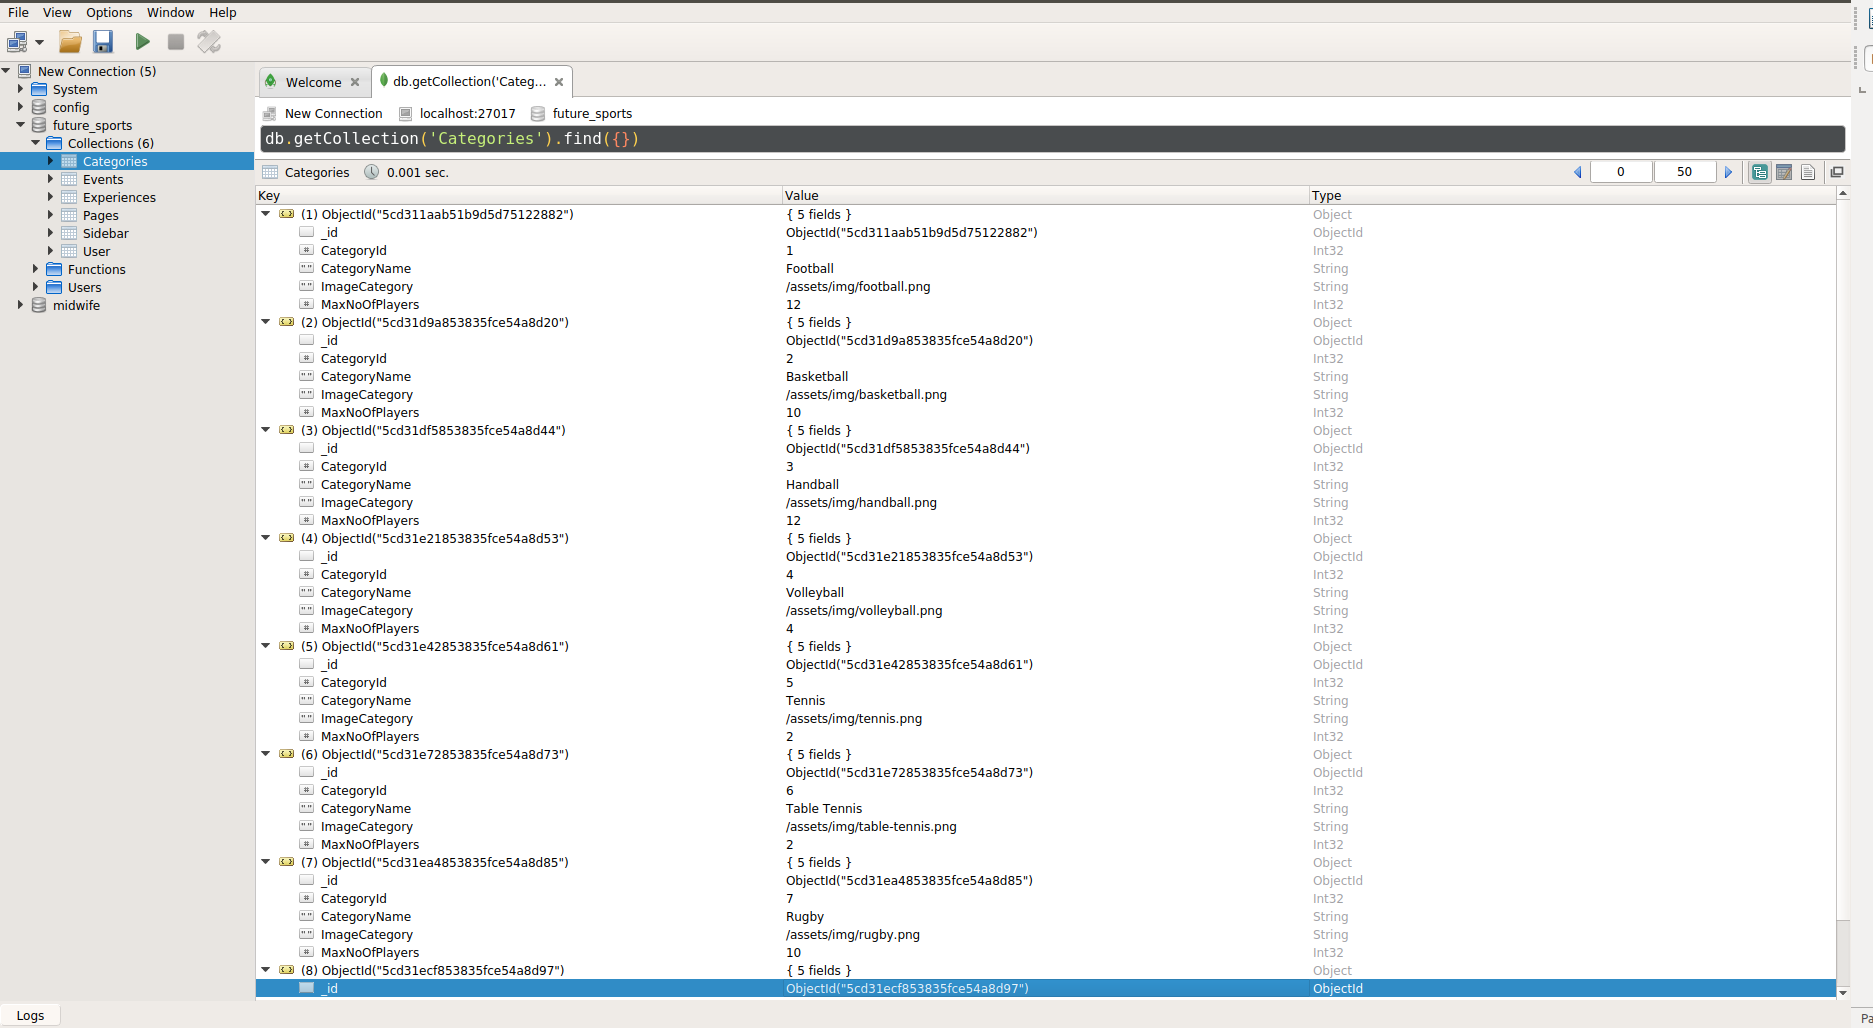 File View Options Window Help
New Connection (5)
System
config
future_sports
Collections (6)
Categories
Events
Experiences
Pages
Sidebar
User
Functions
Users
midwife
Welcome db.getCollection('Categ...
New Connection localhost:27017 future_sports
db.getCollection('Categories').find({})
Categories 0.001 sec. 0 50
Key Value Type
(1) ObjectId("5cd311aab51b9d5d75122882") { 5 fields } Object
_id ObjectId("5cd311aab51b9d5d75122882") ObjectId
CategoryId 1 Int32
CategoryName Football String
ImageCategory /assets/img/football.png String
MaxNoOfPlayers 12 Int32
(2) ObjectId("5cd31d9a853835fce54a8d20") { 5 fields } Object
_id ObjectId("5cd31d9a853835fce54a8d20") ObjectId
CategoryId 2 Int32
CategoryName Basketball String
ImageCategory /assets/img/basketball.png String
MaxNoOfPlayers 10 Int32
(3) ObjectId("5cd31df5853835fce54a8d44") { 5 fields } Object
_id ObjectId("5cd31df5853835fce54a8d44") ObjectId
CategoryId 3 Int32
CategoryName Handball String
ImageCategory /assets/img/handball.png String
MaxNoOfPlayers 12 Int32
(4) ObjectId("5cd31e21853835fce54a8d53") { 5 fields } Object
_id ObjectId("5cd31e21853835fce54a8d53") ObjectId
CategoryId 4 Int32
CategoryName Volleyball String
ImageCategory /assets/img/volleyball.png String
MaxNoOfPlayers 4 Int32
(5) ObjectId("5cd31e42853835fce54a8d61") { 5 fields } Object
_id ObjectId("5cd31e42853835fce54a8d61") ObjectId
CategoryId 5 Int32
CategoryName Tennis String
ImageCategory /assets/img/tennis.png String
MaxNoOfPlayers 2 Int32
(6) ObjectId("5cd31e72853835fce54a8d73") { 5 fields } Object
_id ObjectId("5cd31e72853835fce54a8d73") ObjectId
CategoryId 6 Int32
CategoryName Table Tennis String
ImageCategory /assets/img/table-tennis.png String
MaxNoOfPlayers 2 Int32
(7) ObjectId("5cd31ea4853835fce54a8d85") { 5 fields } Object
_id ObjectId("5cd31ea4853835fce54a8d85") ObjectId
CategoryId 7 Int32
CategoryName Rugby String
ImageCategory /assets/img/rugby.png String
MaxNoOfPlayers 10 Int32
(8) ObjectId("5cd31ecf853835fce54a8d97") { 5 fields } Object
_id ObjectId("5cd31ecf853835fce54a8d97") ObjectId
Logs